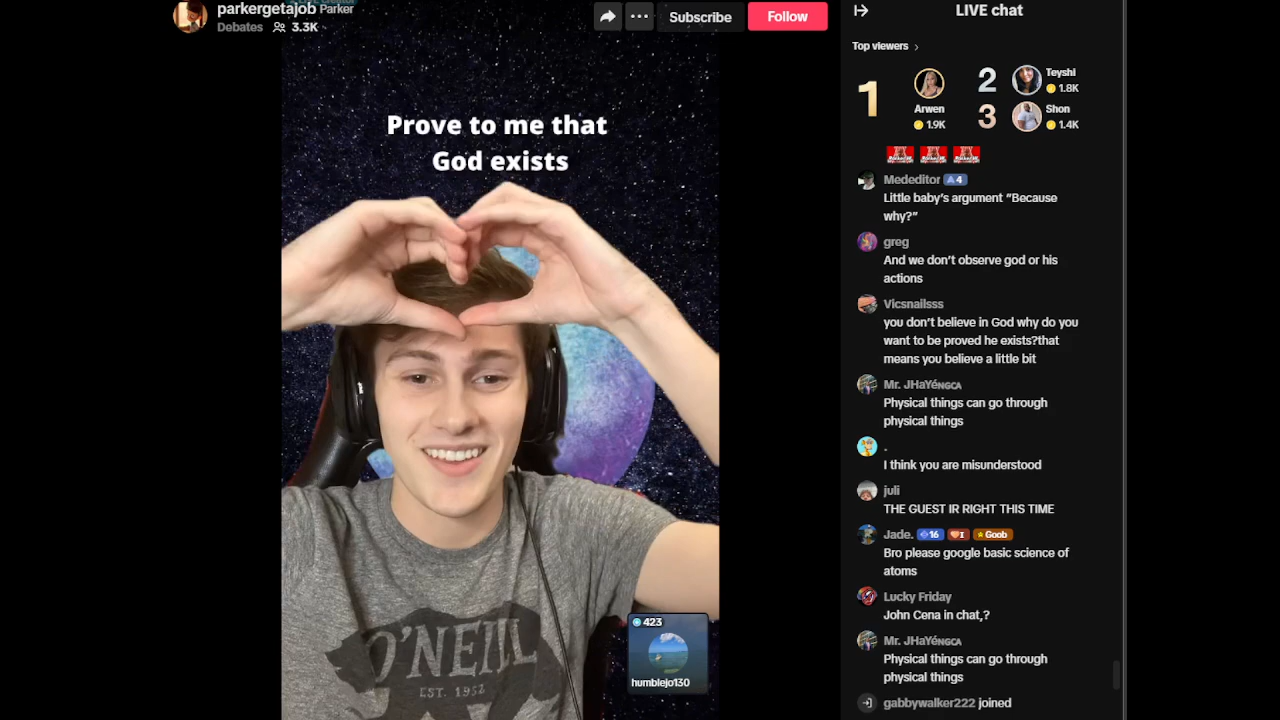 parkergetajob Parker
Debates 3.3K
Subscribe
Follow
Prove to me that
God exists
O'NEILL
EST. 1952
423
humblejo130
LIVE chat
Top viewers
1
Arwen
1.9K
2
Teyshi
1.8K
3
Shon
1.4K
Mededitor 4
Little baby's argument “Because
why?”
greg
And we don't observe god or his
actions
Vicsnailsss
you don't believe in God why do you
want to be proved he exists?that
means you believe a little bit
Mr. JHaYéɴɢᴄᴀ
Physical things can go through
physical things
.
I think you are misunderstood
juli
THE GUEST IR RIGHT THIS TIME
Jade. 16 I Goob
Bro please google basic science of
atoms
Lucky Friday
John Cena in chat,?
Mr. JHaYéɴɢᴄᴀ
Physical things can go through
physical things
gabbywalker222 joined